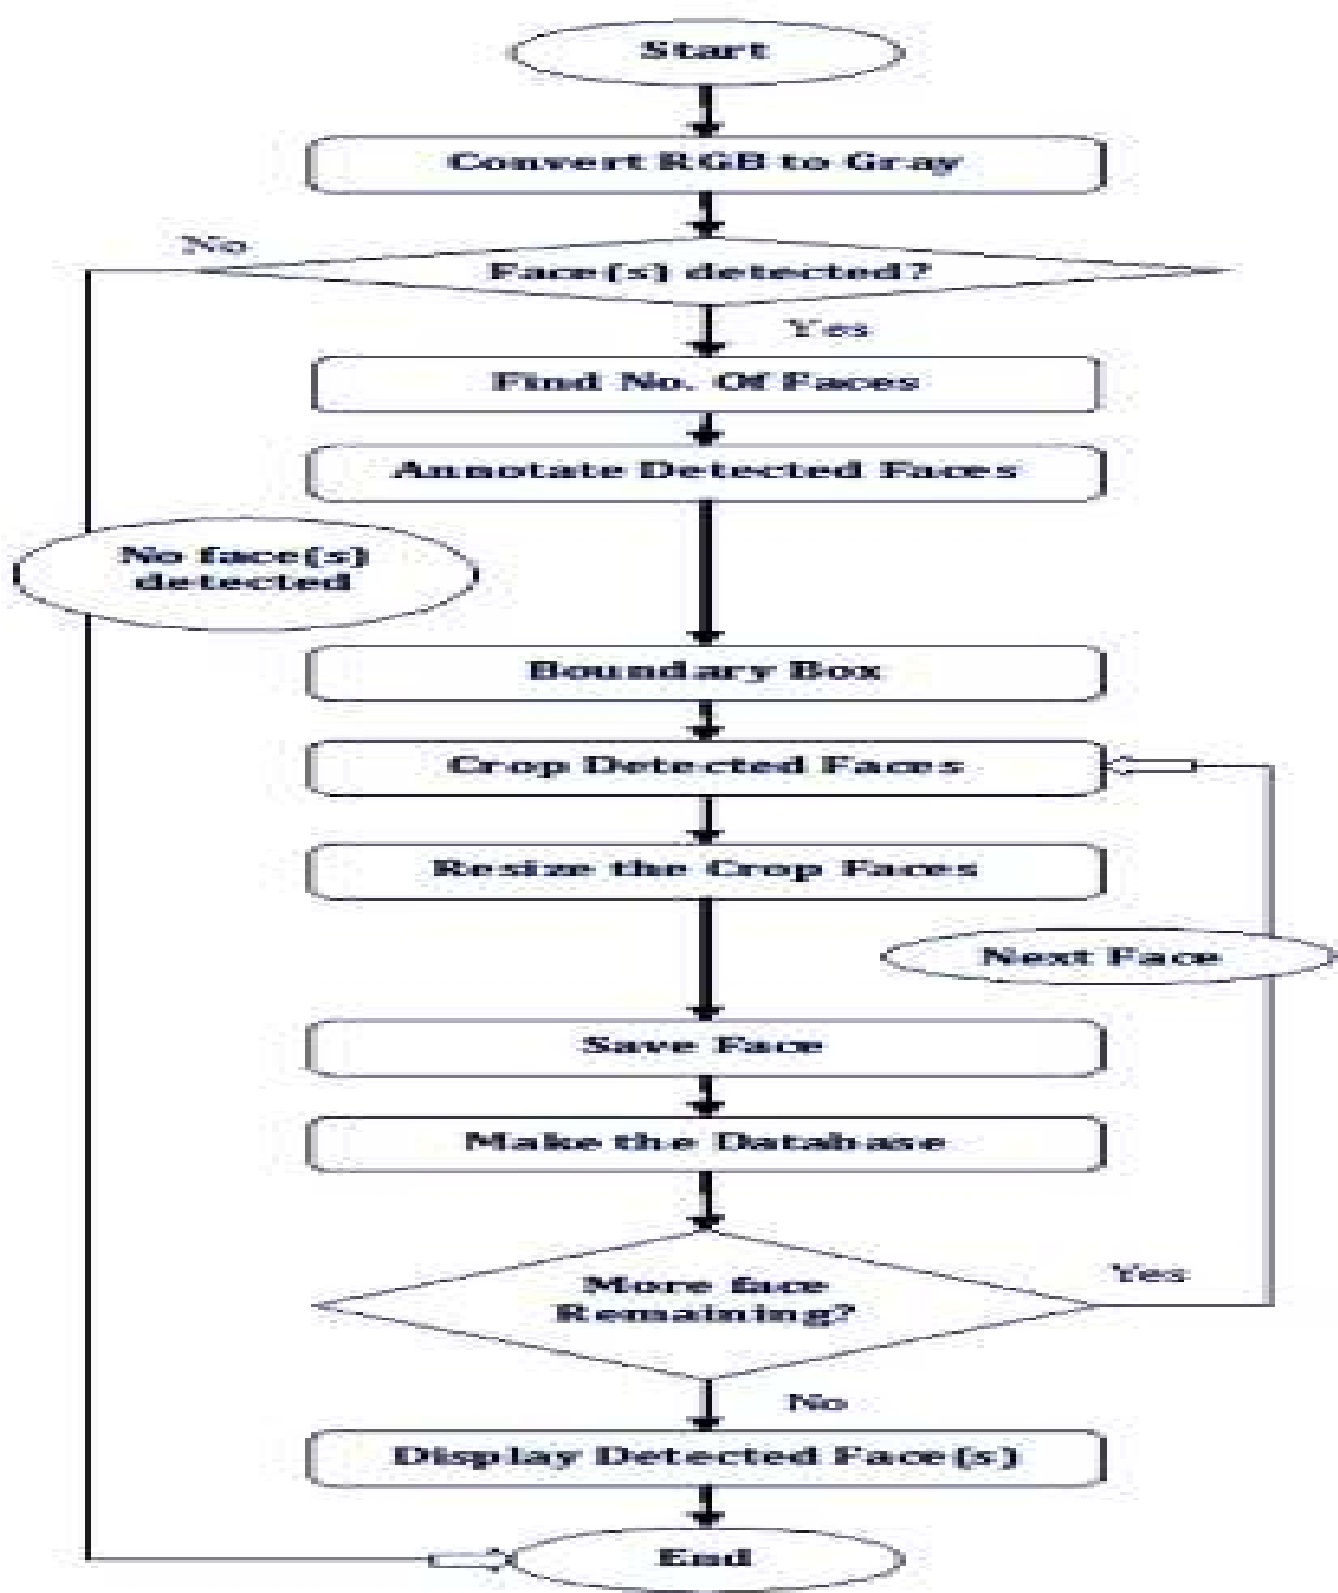 Start
Convert RGB to Gray
No
Face(s) detected?
Yes
Find No. Of Faces
Annotate Detected Faces
No face(s)
detected
Boundary Box
Crop Detected Faces
Resize the Crop Faces
Next Face
Save Face
Make the Database
More face
Remaining?
Yes
No
Display Detected Face(s)
End